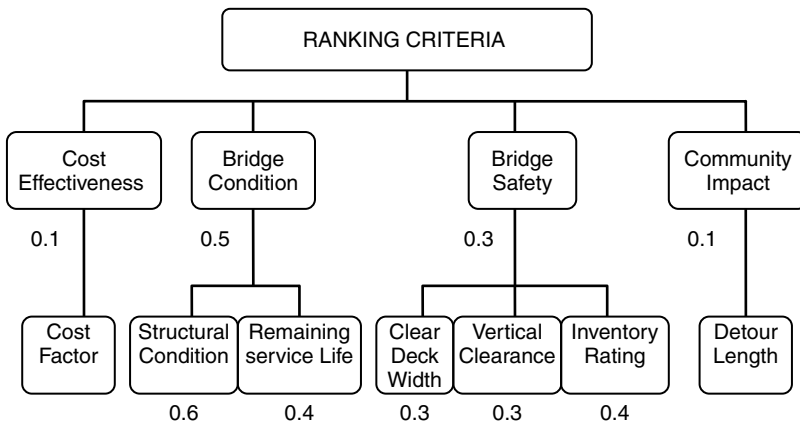 RANKING CRITERIA
Cost
Effectiveness
Bridge
Condition
Bridge
Safety
Community
Impact
0.1
0.5
0.3
0.1
Cost
Factor
Structural
Condition
Remaining
service Life
Clear
Deck
Width
Vertical
Clearance
Inventory
Rating
Detour
Length
0.6
0.4
0.3
0.3
0.4